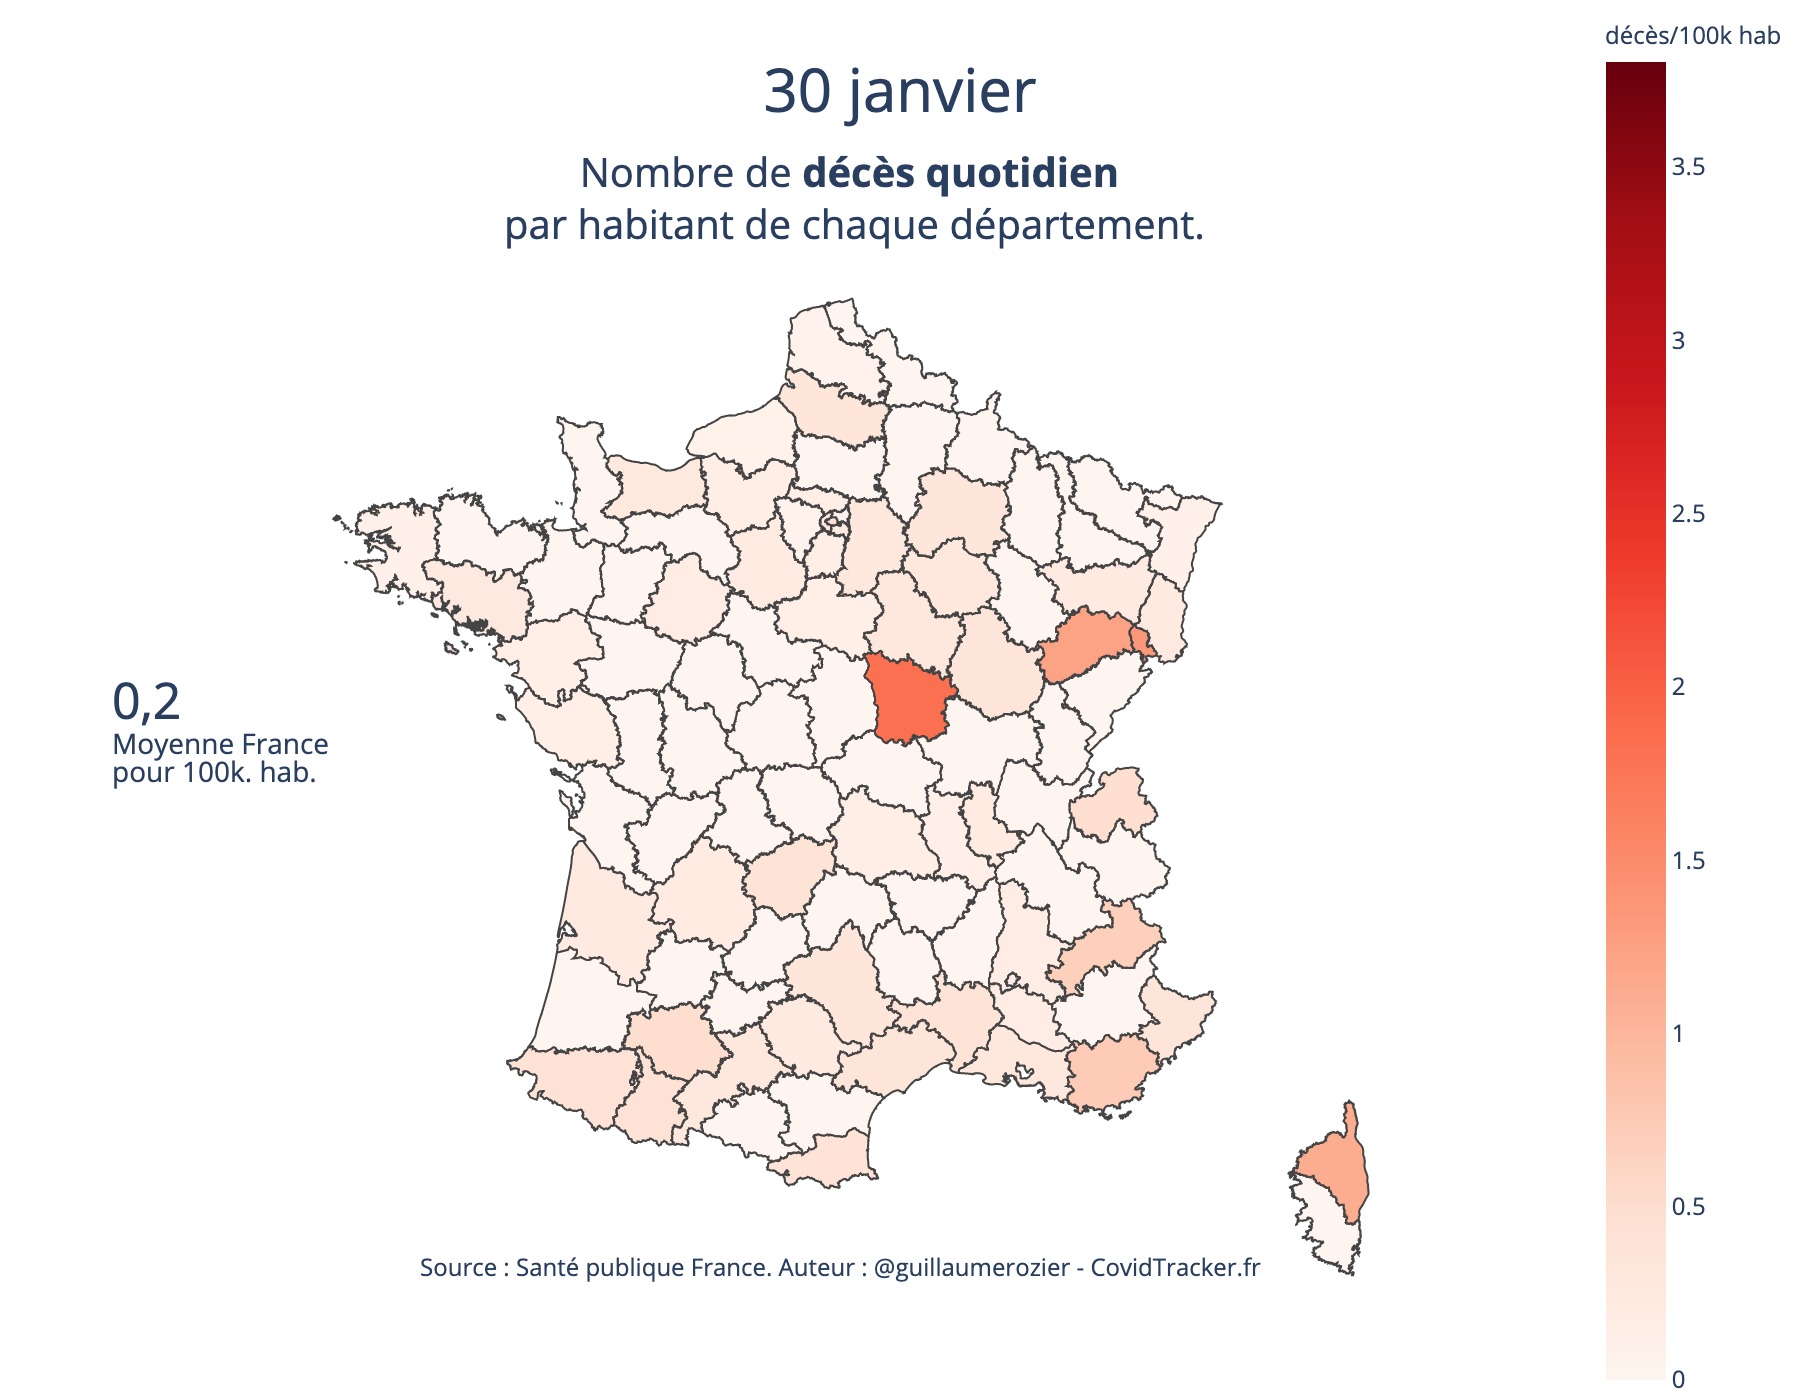 30 janvier
Nombre de décès quotidien
par habitant de chaque département.
décès/100k hab
3.5
3
2.5
2
1.5
1
0.5
0
0,2
Moyenne France
pour 100k. hab.
Source : Santé publique France. Auteur : @guillaumerozier - CovidTracker.fr